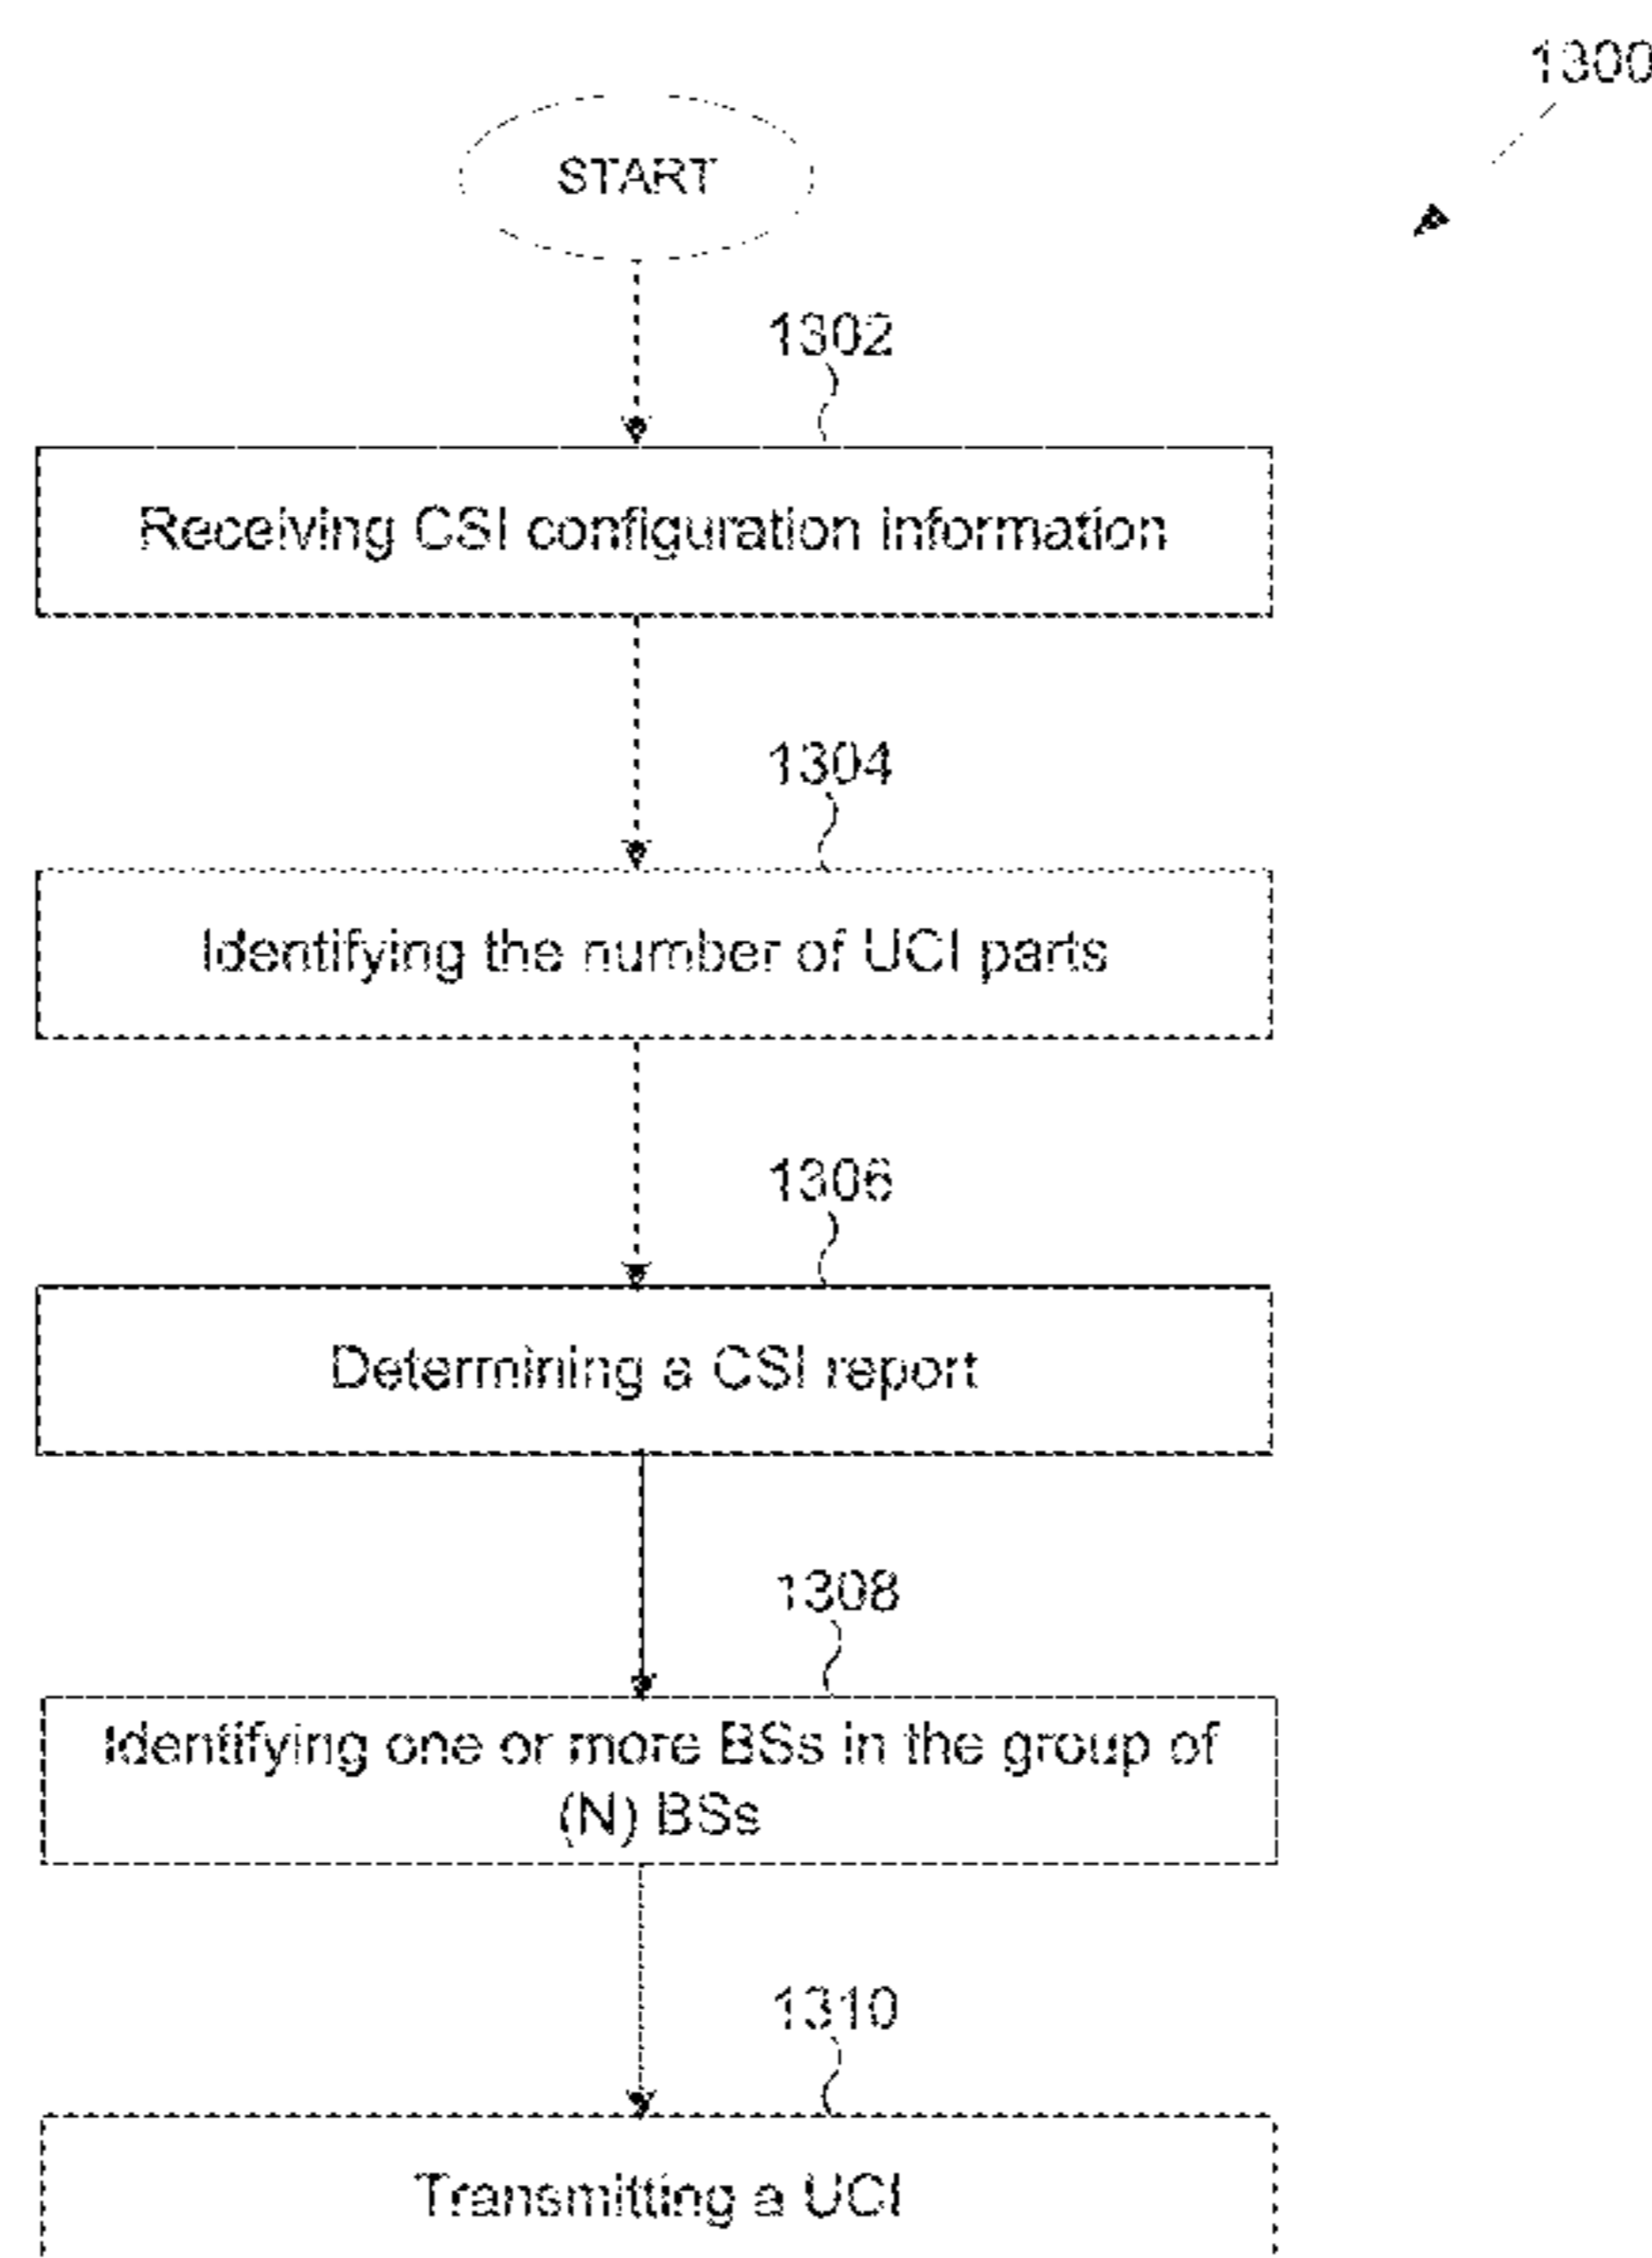 1300
START
1302
Receiving CSI configuration information
1304
Identifying the number of UCI parts
1306
Determining a CSI report
1308
Identifying one or more BSs in the group of
(N) BSs
1310
Transmitting a UCI